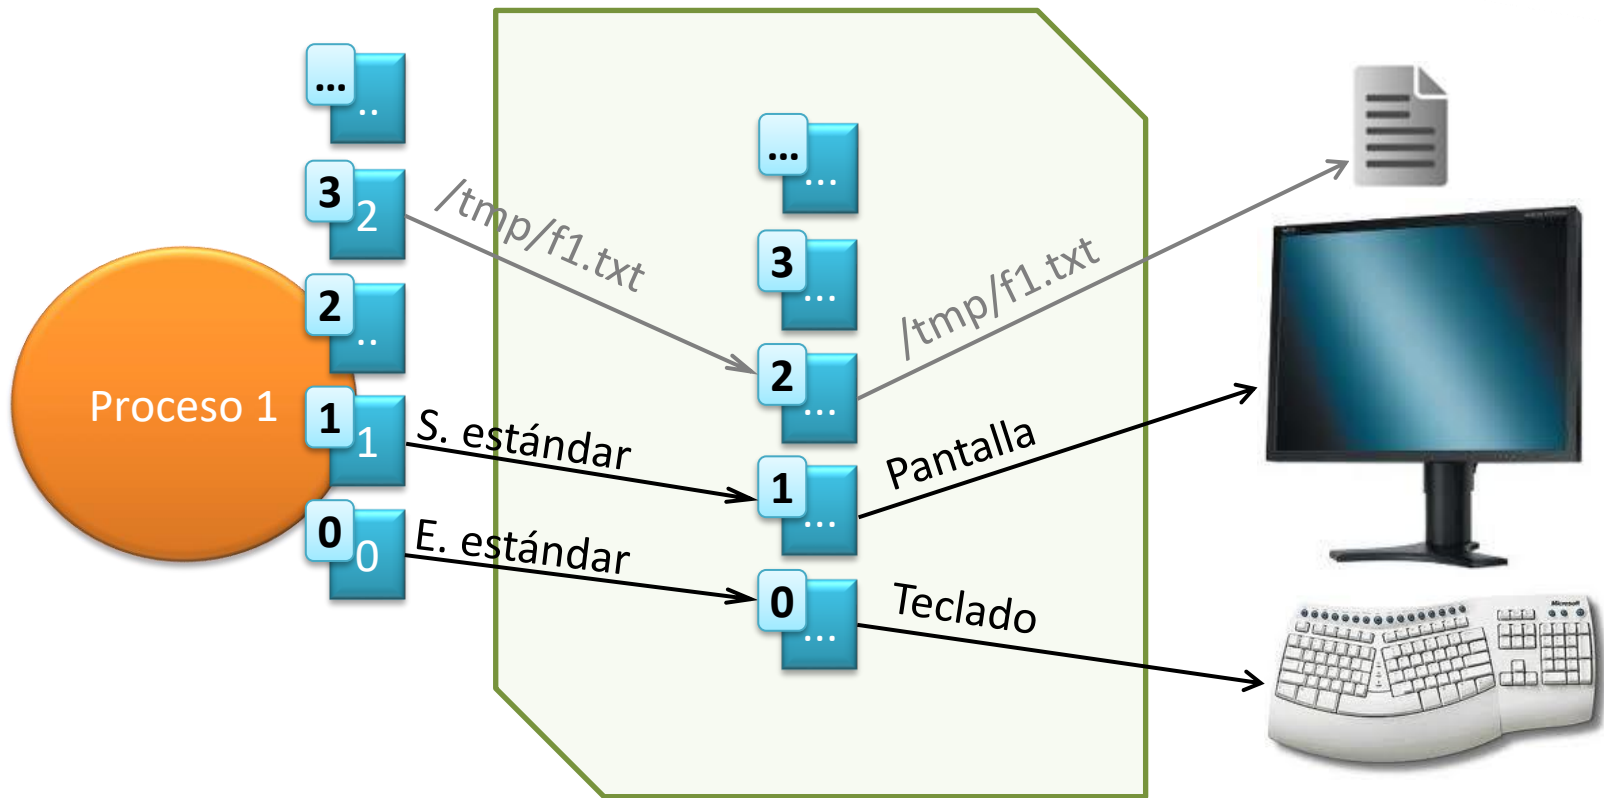 ...
..
3
2
/tmp/f1.txt
2
..
Proceso 1
1
1
S. estándar
0
0
E. estándar
...
...
3
...
2
...
/tmp/f1.txt
1
...
Pantalla
0
...
Teclado
Microsoft